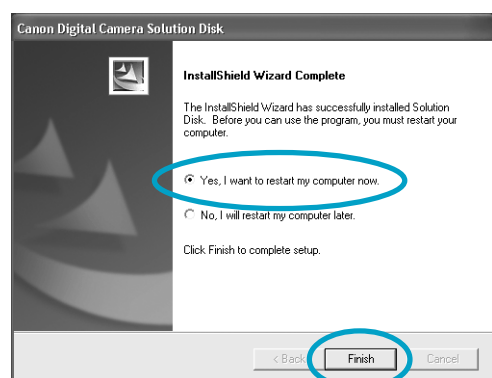 Canon Digital Camera Solution Disk
InstallShield Wizard Complete
The InstallShield Wizard has successfully installed Solution
Disk. Before you can use the program, you must restart your
computer.
Yes, I want to restart my computer now.
No, I will restart my computer later.
Click Finish to complete setup.
< Back Finish Cancel